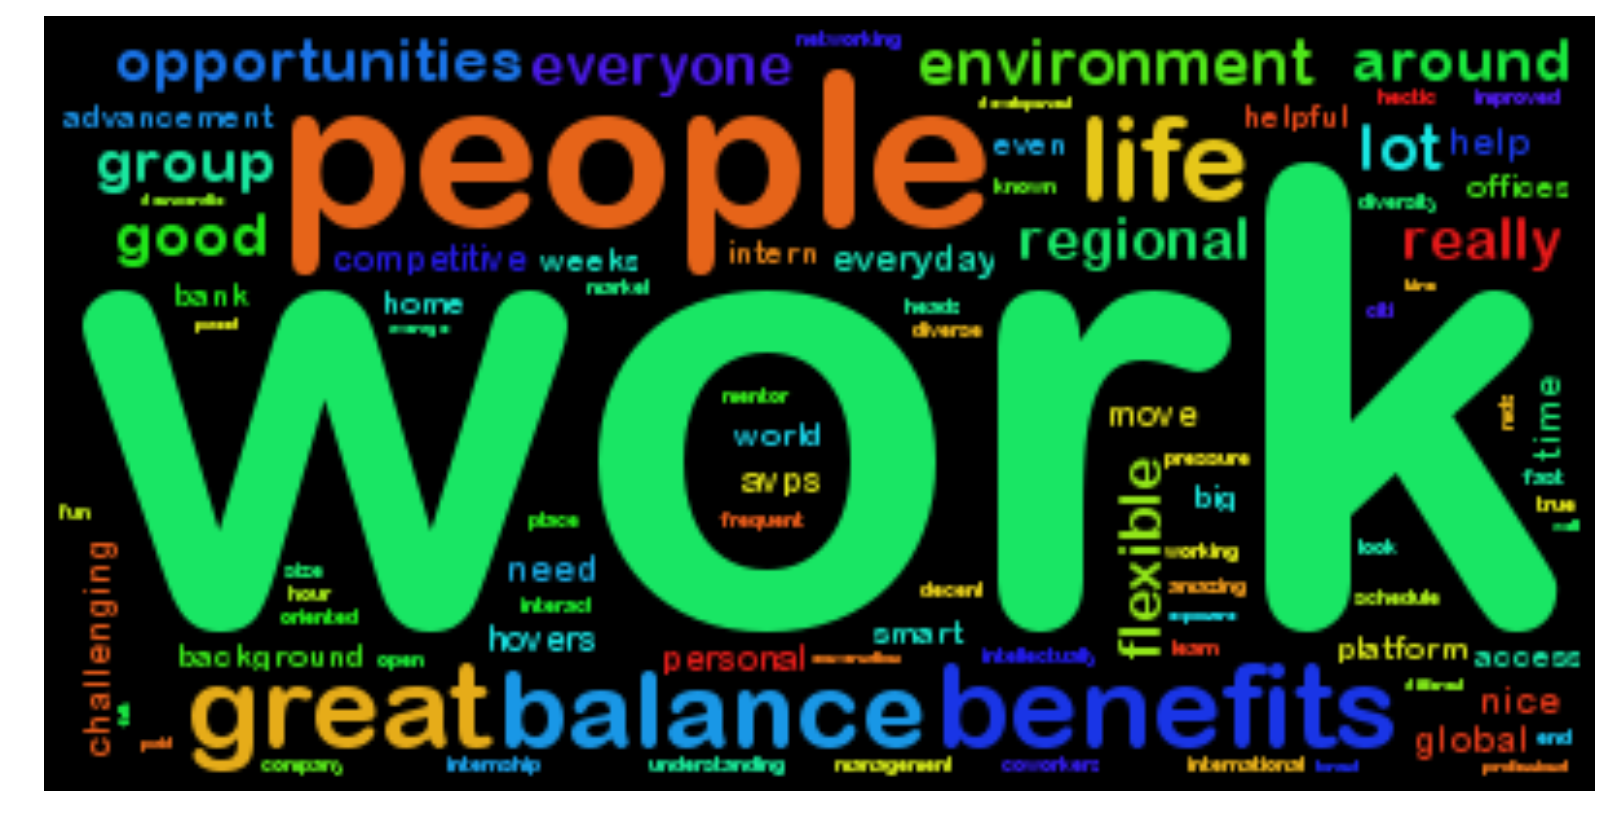 networking
opportunities everyone environment around
hectic improved
advancement people helpful
group even life lot help
known offices
diversity
good regional really
competitive weeks intern everyday
market
bank home heads
diverse
citi
work
mentor
world move time
avps pressure
flexible big fast
fun frequent true
place
challenging working look
size need amazing
hour decent schedule
oriented interact
hovers smart learn
background open personal intellectually platform access
great balance benefits nice
global end
company internship understanding management coworkers international
professional